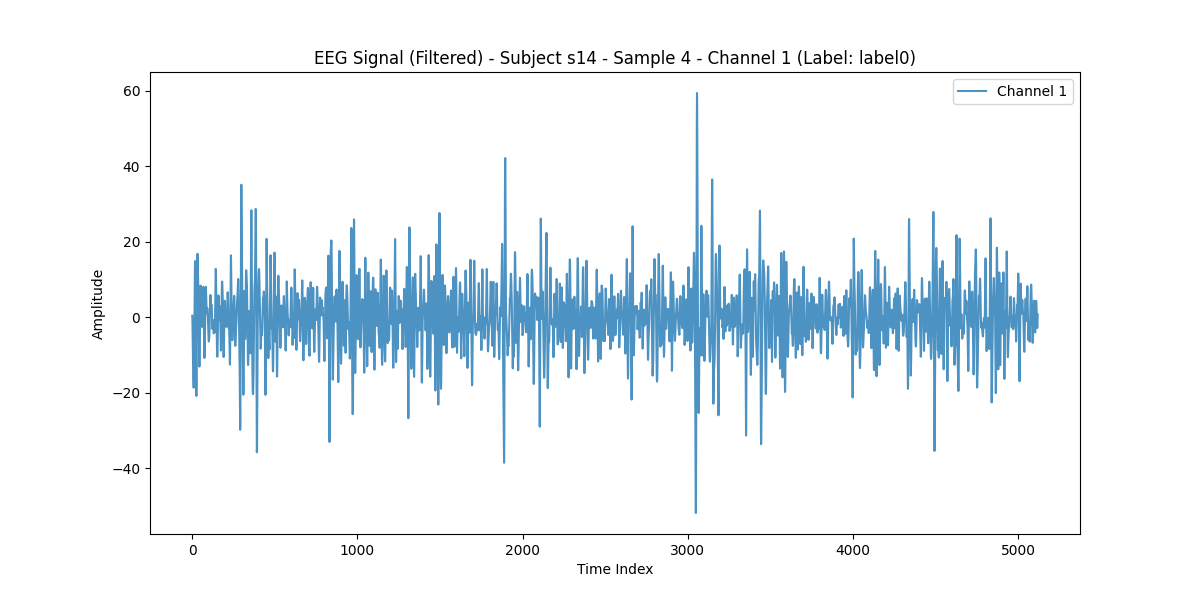 EEG Signal (Filtered) - Subject s14 - Sample 4 - Channel 1 (Label: label0)
Channel 1
60
40
20
0
−20
−40
Amplitude
0 1000 2000 3000 4000 5000
Time Index